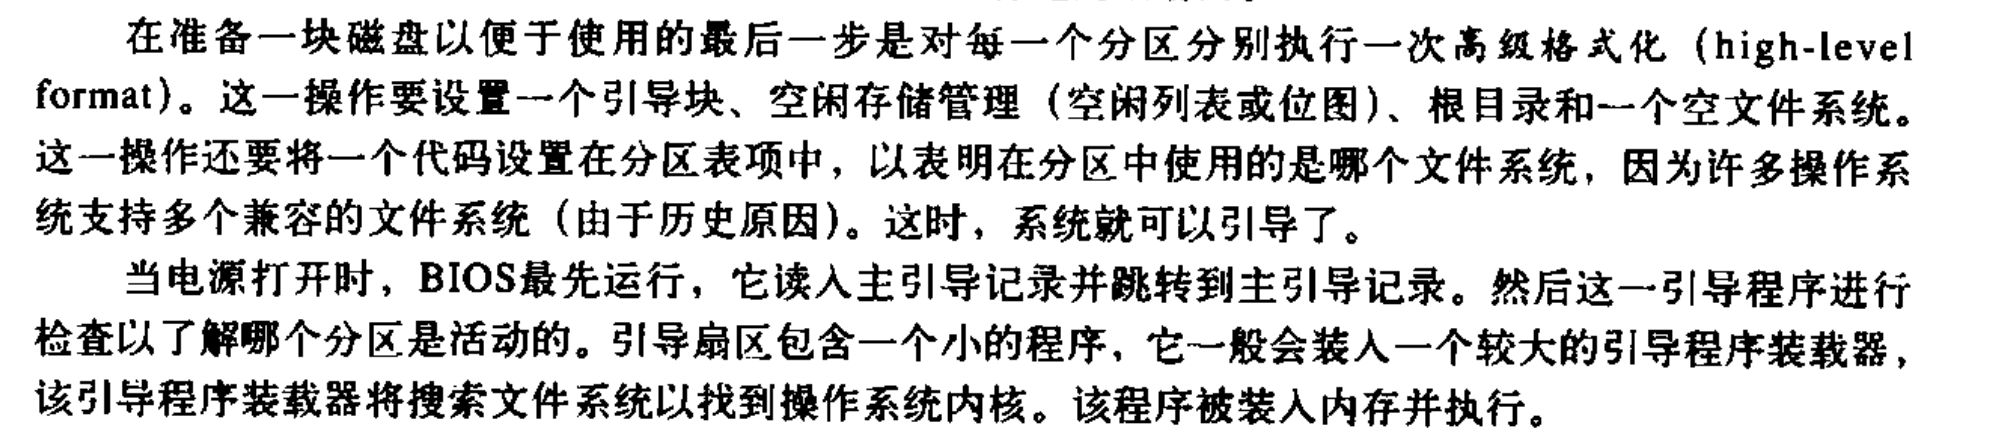 在准备一块磁盘以便于使用的最后一步是对每一个分区分别执行一次高级格式化（high-level
format）。这一操作要设置一个引导块、空闲存储管理（空闲列表或位图）、根目录和一个空文件系统。
这一操作还要将一个代码设置在分区表项中，以表明在分区中使用的是哪个文件系统，因为许多操作系
统支持多个兼容的文件系统（由于历史原因）。这时，系统就可以引导了。
当电源打开时，BIOS最先运行，它读入主引导记录并跳转到主引导记录。然后这一引导程序进行
检查以了解哪个分区是活动的。引导扇区包含一个小的程序，它一般会装入一个较大的引导程序装载器，
该引导程序装载器将搜索文件系统以找到操作系统内核。该程序被装入内存并执行。